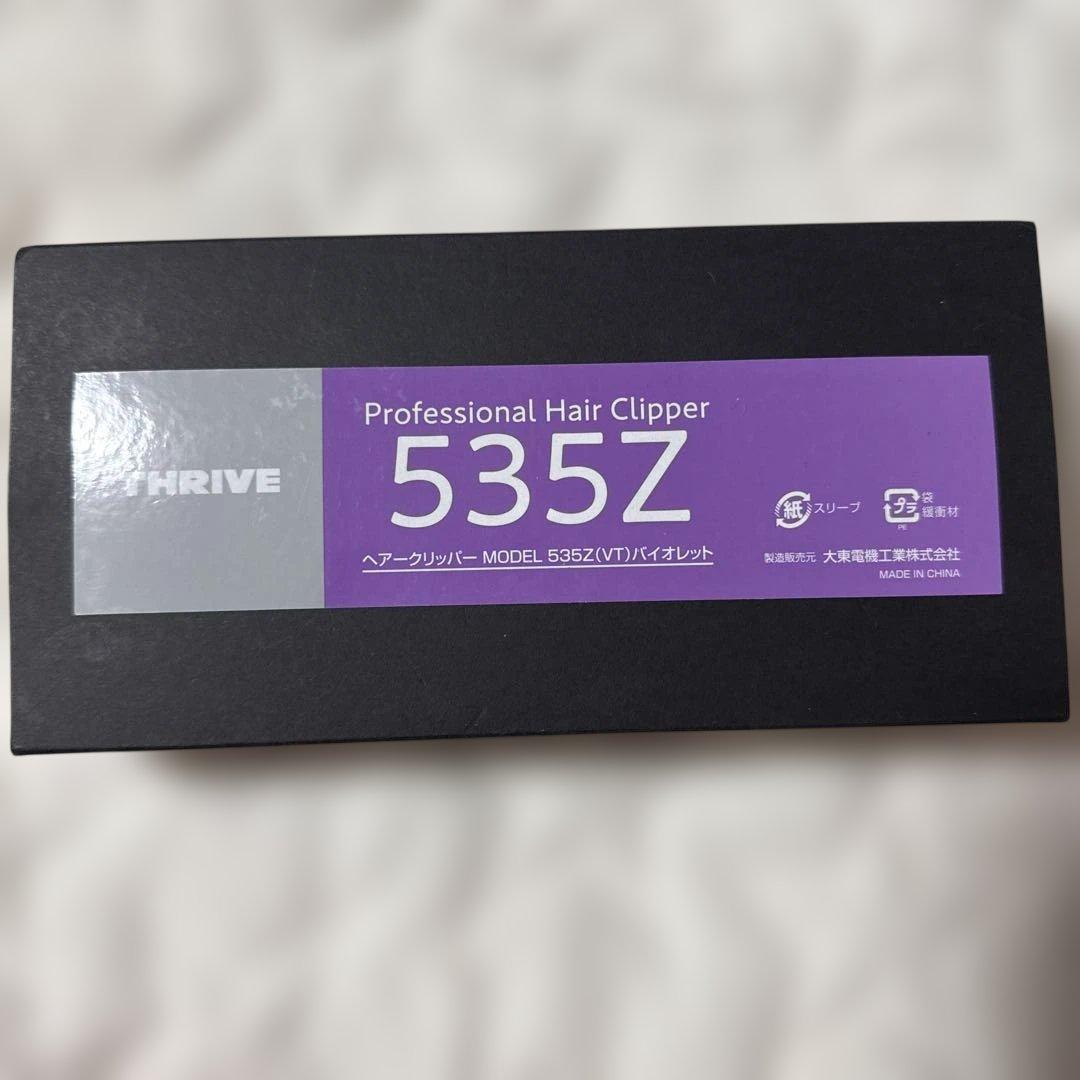 THRIVE
Professional Hair Clipper
535Z
ヘアークリッパー MODEL 535Z(VT)バイオレット
紙 スリーブ
プラ 袋
緩衝材
PE
製造販売元 大東電機工業株式会社
MADE IN CHINA